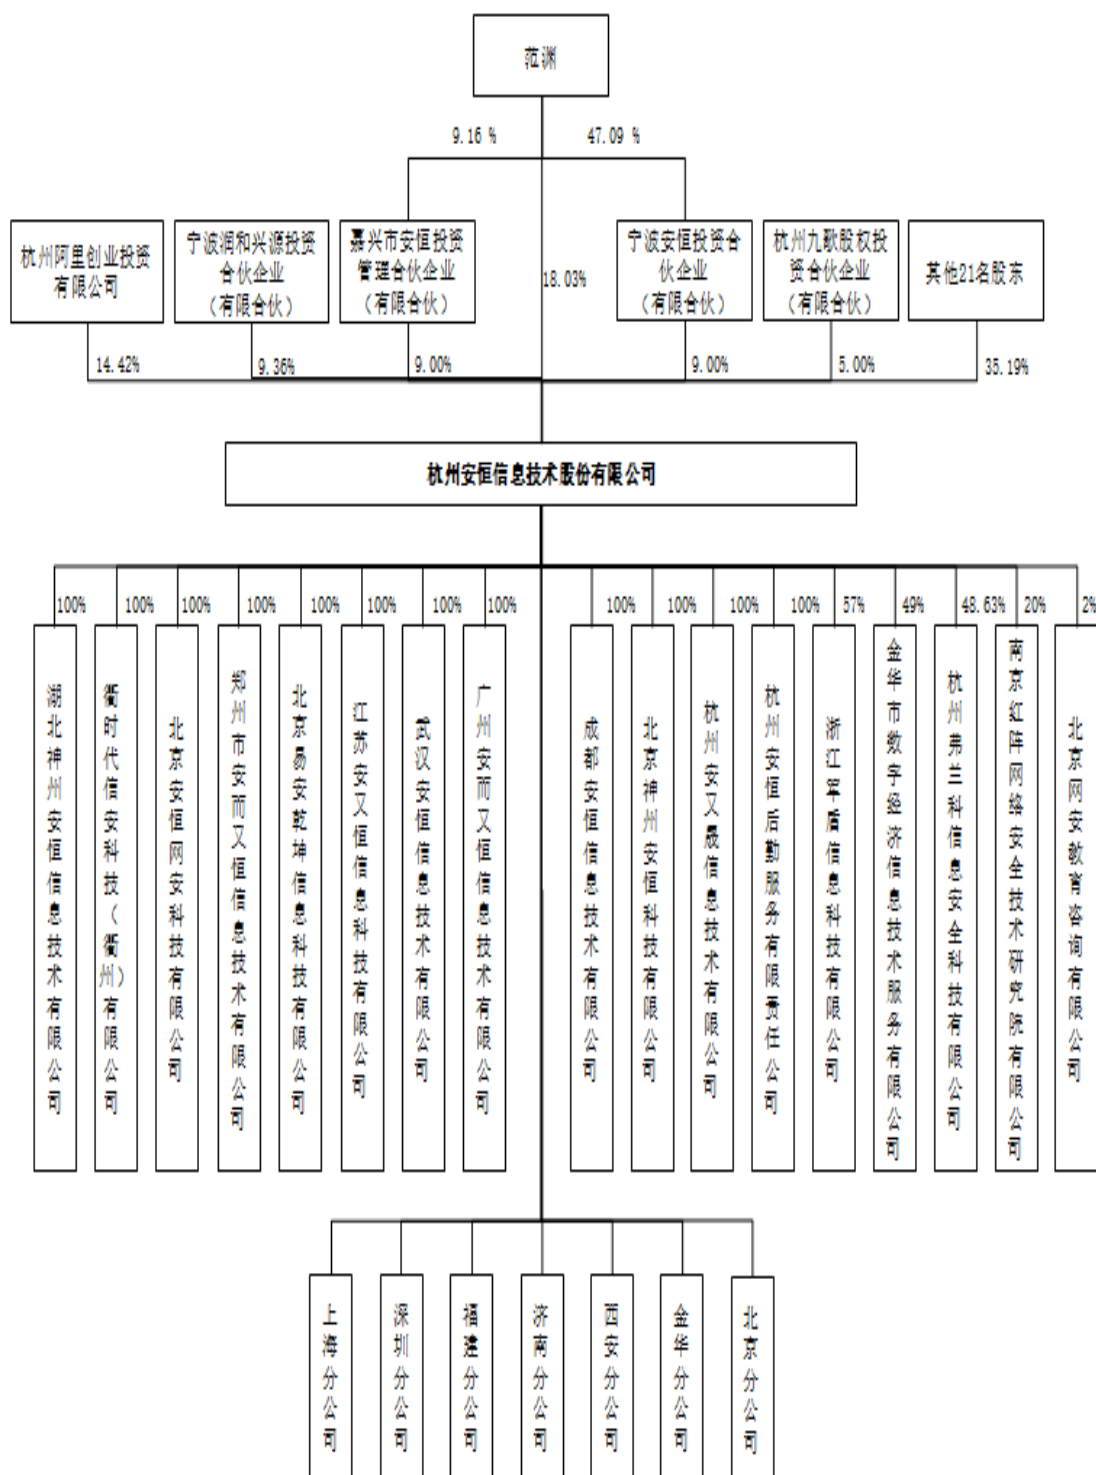 范渊
9.16 %
47.09 %
杭州阿里创业投资
有限公司
宁波润和兴源投资
合伙企业
（有限合伙）
嘉兴市安恒投资
管理合伙企业
（有限合伙）
18.03%
宁波安恒投资合
伙企业
（有限合伙）
杭州九歌股权投
资合伙企业
（有限合伙）
其他21名股东
14.42%
9.36%
9.00%
9.00%
5.00%
35.19%
杭州安恒信息技术股份有限公司
100%
100%
100%
100%
100%
100%
100%
100%
100%
100%
100%
100%
57%
49%
48.63%
20%
2%
湖北神州安恒信息技术有限公司
衢时代信安科技（衢州）有限公司
北京安恒网安科技有限公司
郑州市安而又恒信息技术有限公司
北京易安乾坤信息科技有限公司
江苏安又恒信息科技有限公司
武汉安恒信息技术有限公司
广州安而又恒信息技术有限公司
成都安恒信息技术有限公司
北京神州安恒科技有限公司
杭州安又晟信息技术有限公司
杭州安恒后勤服务有限责任公司
浙江军盾信息科技有限公司
金华市数字经济信息技术服务有限公司
杭州弗兰科信息安全科技有限公司
南京红阵网络安全技术研究院有限公司
北京网安教育咨询有限公司
上海分公司
深圳分公司
福建分公司
济南分公司
西安分公司
金华分公司
北京分公司